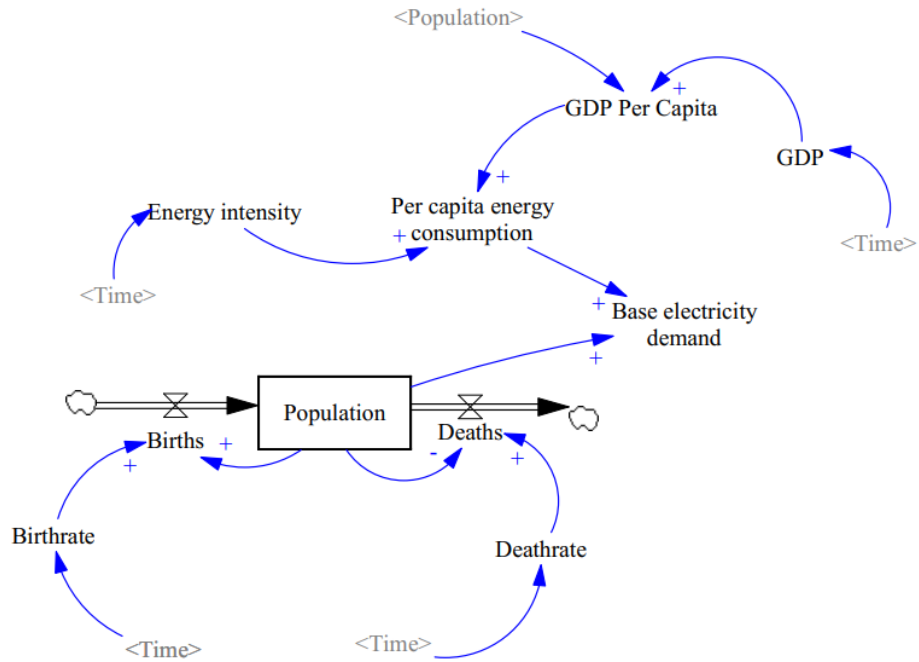 <Population>
+
GDP Per Capita
GDP
+
Energy intensity
Per capita energy
consumption
+
<Time>
<Time>
+
Base electricity
demand
+
Population
Births
+
Deaths
+
-
+
Birthrate
Deathrate
<Time>
<Time>